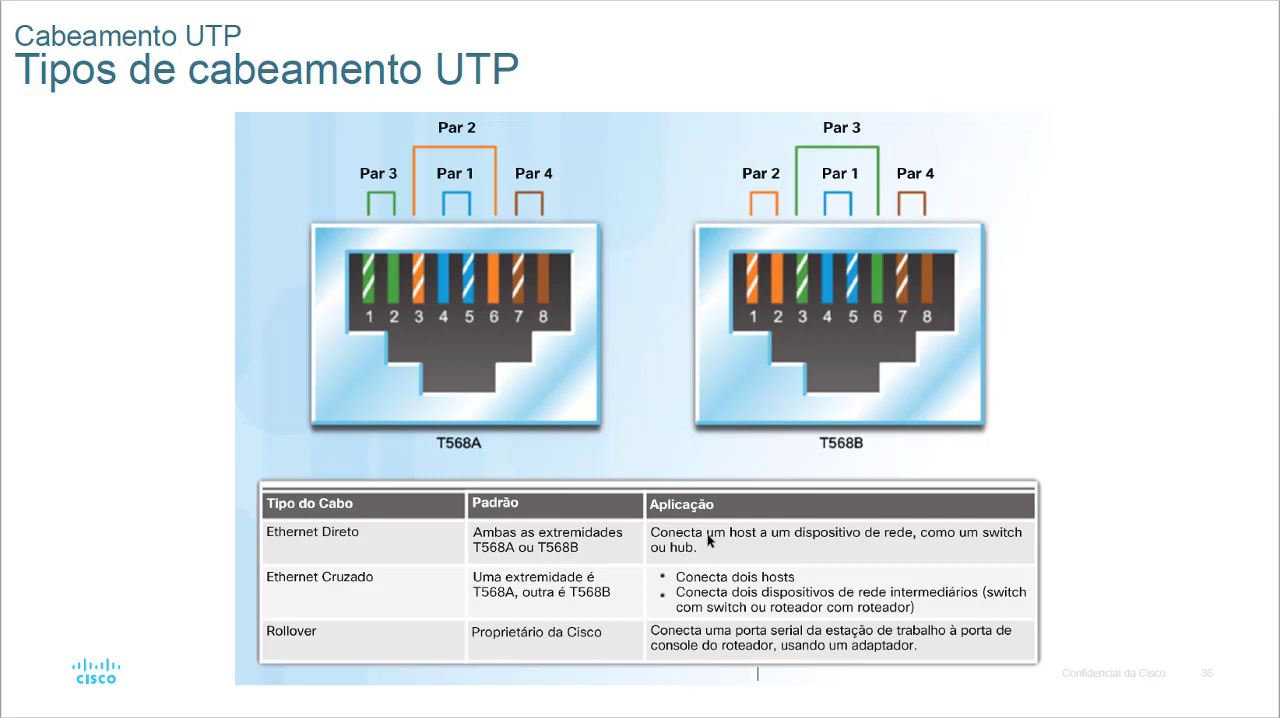 Cabeamento UTP
Tipos de cabeamento UTP
Par 2
Par 3 Par 1 Par 4
1 2 3 4 5 6 7 8
T568A
Par 3
Par 2 Par 1 Par 4
1 2 3 4 5 6 7 8
T568B
Tipo do Cabo Padrão Aplicação
Ethernet Direto
Ambas as extremidades
T568A ou T568B
Conecta um host a um dispositivo de rede, como um switch
ou hub.
Ethernet Cruzado
Uma extremidade é
T568A, outra é T568B
• Conecta dois hosts
• Conecta dois dispositivos de rede intermediários (switch
com switch ou roteador com roteador)
Rollover
Proprietário da Cisco
Conecta uma porta serial da estação de trabalho à porta de
console do roteador, usando um adaptador.
CISCO
Confidencial da Cisco 36